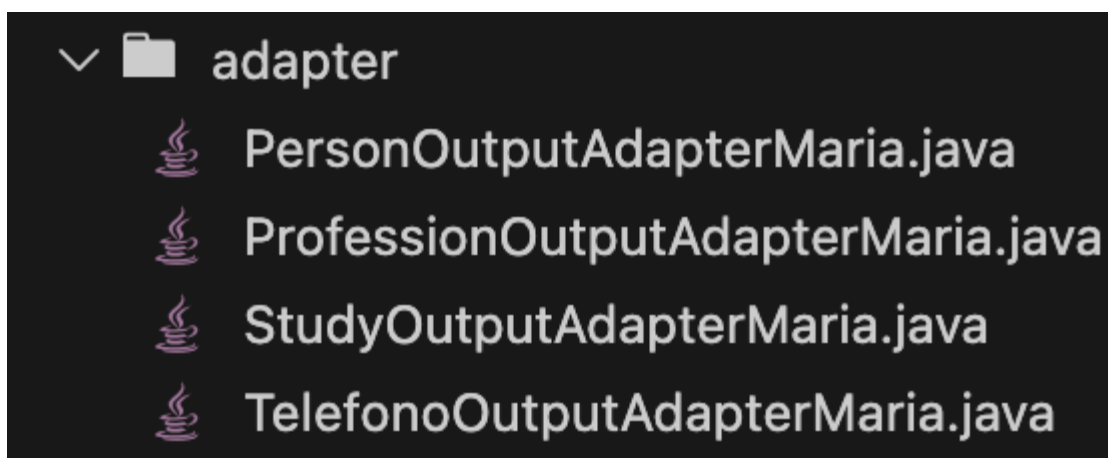 adapter
PersonOutputAdapterMaria.java
ProfessionOutputAdapterMaria.java
StudyOutputAdapterMaria.java
TelefonoOutputAdapterMaria.java